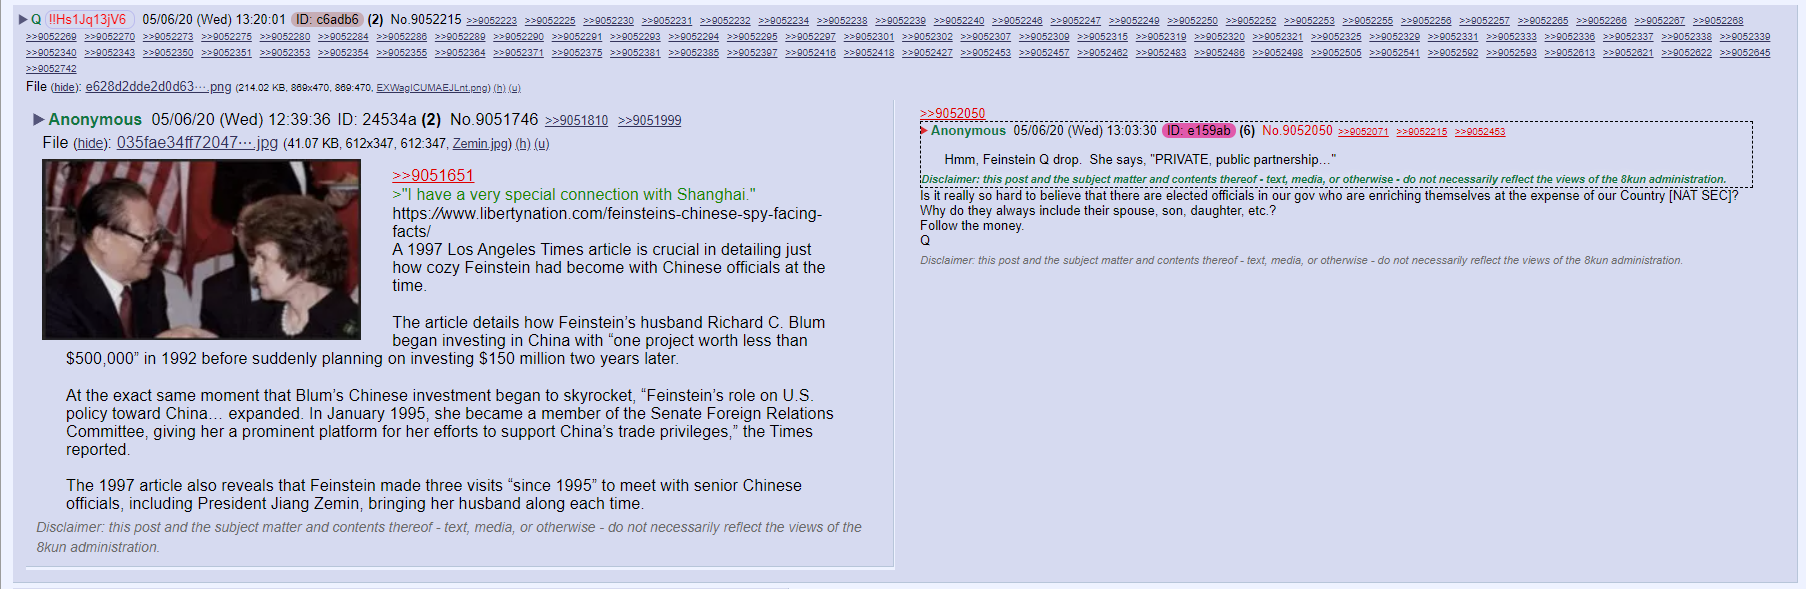 ▶ Q !!Hs1Jq13jV6 05/06/20 (Wed) 13:20:01 ID: c6adb6 (2) No.9052215 >>9052223 >>9052225 >>9052230 >>9052231 >>9052232 >>9052234 >>9052238 >>9052239 >>9052240 >>9052246 >>9052247 >>9052249 >>9052250 >>9052252 >>9052253 >>9052255 >>9052256 >>9052257 >>9052265 >>9052266 >>9052267 >>9052268
>>9052269 >>9052270 >>9052273 >>9052275 >>9052280 >>9052284 >>9052286 >>9052289 >>9052290 >>9052291 >>9052293 >>9052294 >>9052295 >>9052297 >>9052301 >>9052302 >>9052307 >>9052309 >>9052315 >>9052319 >>9052320 >>9052321 >>9052325 >>9052329 >>9052331 >>9052333 >>9052336 >>9052337 >>9052338 >>9052339
>>9052340 >>9052343 >>9052350 >>9052351 >>9052353 >>9052354 >>9052355 >>9052364 >>9052371 >>9052375 >>9052381 >>9052385 >>9052397 >>9052416 >>9052418 >>9052427 >>9052453 >>9052457 >>9052462 >>9052483 >>9052486 >>9052498 >>9052505 >>9052541 >>9052592 >>9052593 >>9052613 >>9052621 >>9052622 >>9052645
>>9052742
File (hide): e628d2dde2d0d63⋯.png (214.02 KB, 869x470, 869:470, EXWagICUMAEJLnt.png) (h) (u)
▶ Anonymous 05/06/20 (Wed) 12:39:36 ID: 24534a (2) No.9051746 >>9051810 >>9051999
File (hide): 035fae34ff72047⋯.jpg (41.07 KB, 612x347, 612:347, Zemin.jpg) (h) (u)
>>9051651
>"I have a very special connection with Shanghai."
https://www.libertynation.com/feinsteins-chinese-spy-facing-
facts/
A 1997 Los Angeles Times article is crucial in detailing just
how cozy Feinstein had become with Chinese officials at the
time.
The article details how Feinstein’s husband Richard C. Blum
began investing in China with “one project worth less than
$500,000” in 1992 before suddenly planning on investing $150 million two years later.
At the exact same moment that Blum’s Chinese investment began to skyrocket, “Feinstein’s role on U.S.
policy toward China… expanded. In January 1995, she became a member of the Senate Foreign Relations
Committee, giving her a prominent platform for her efforts to support China’s trade privileges,” the Times
reported.
The 1997 article also reveals that Feinstein made three visits “since 1995” to meet with senior Chinese
officials, including President Jiang Zemin, bringing her husband along each time.
Disclaimer: this post and the subject matter and contents thereof - text, media, or otherwise - do not necessarily reflect the views of the
8kun administration.
>>9052050
▶ Anonymous 05/06/20 (Wed) 13:03:30 ID: e159ab (6) No.9052050 >>9052071 >>9052215 >>9052453
Hmm, Feinstein Q drop. She says, "PRIVATE, public partnership..."
Disclaimer: this post and the subject matter and contents thereof - text, media, or otherwise - do not necessarily reflect the views of the 8kun administration.
Is it really so hard to believe that there are elected officials in our gov who are enriching themselves at the expense of our Country [NAT SEC]?
Why do they always include their spouse, son, daughter, etc.?
Follow the money.
Q
Disclaimer: this post and the subject matter and contents thereof - text, media, or otherwise - do not necessarily reflect the views of the 8kun administration.